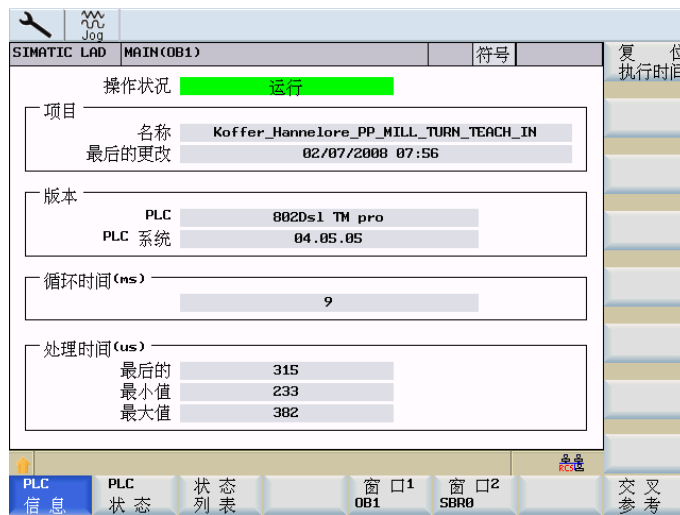 Jog
SIMATIC LAD MAIN(OB1) 符号
复 位
执行时间
操作状况 运行
项目
名称 Koffer_Hannelore_PP_MILL_TURN_TEACH_IN
最后的更改 02/07/2008 07:56
版本
PLC 802Dsl TM pro
PLC 系统 04.05.05
循环时间(ms)
9
处理时间(us)
最后的 315
最小值 233
最大值 382
RCS
PLC 信息
PLC 状态
状态 列表
窗口1 OB1
窗口2 SBR0
交叉 参考